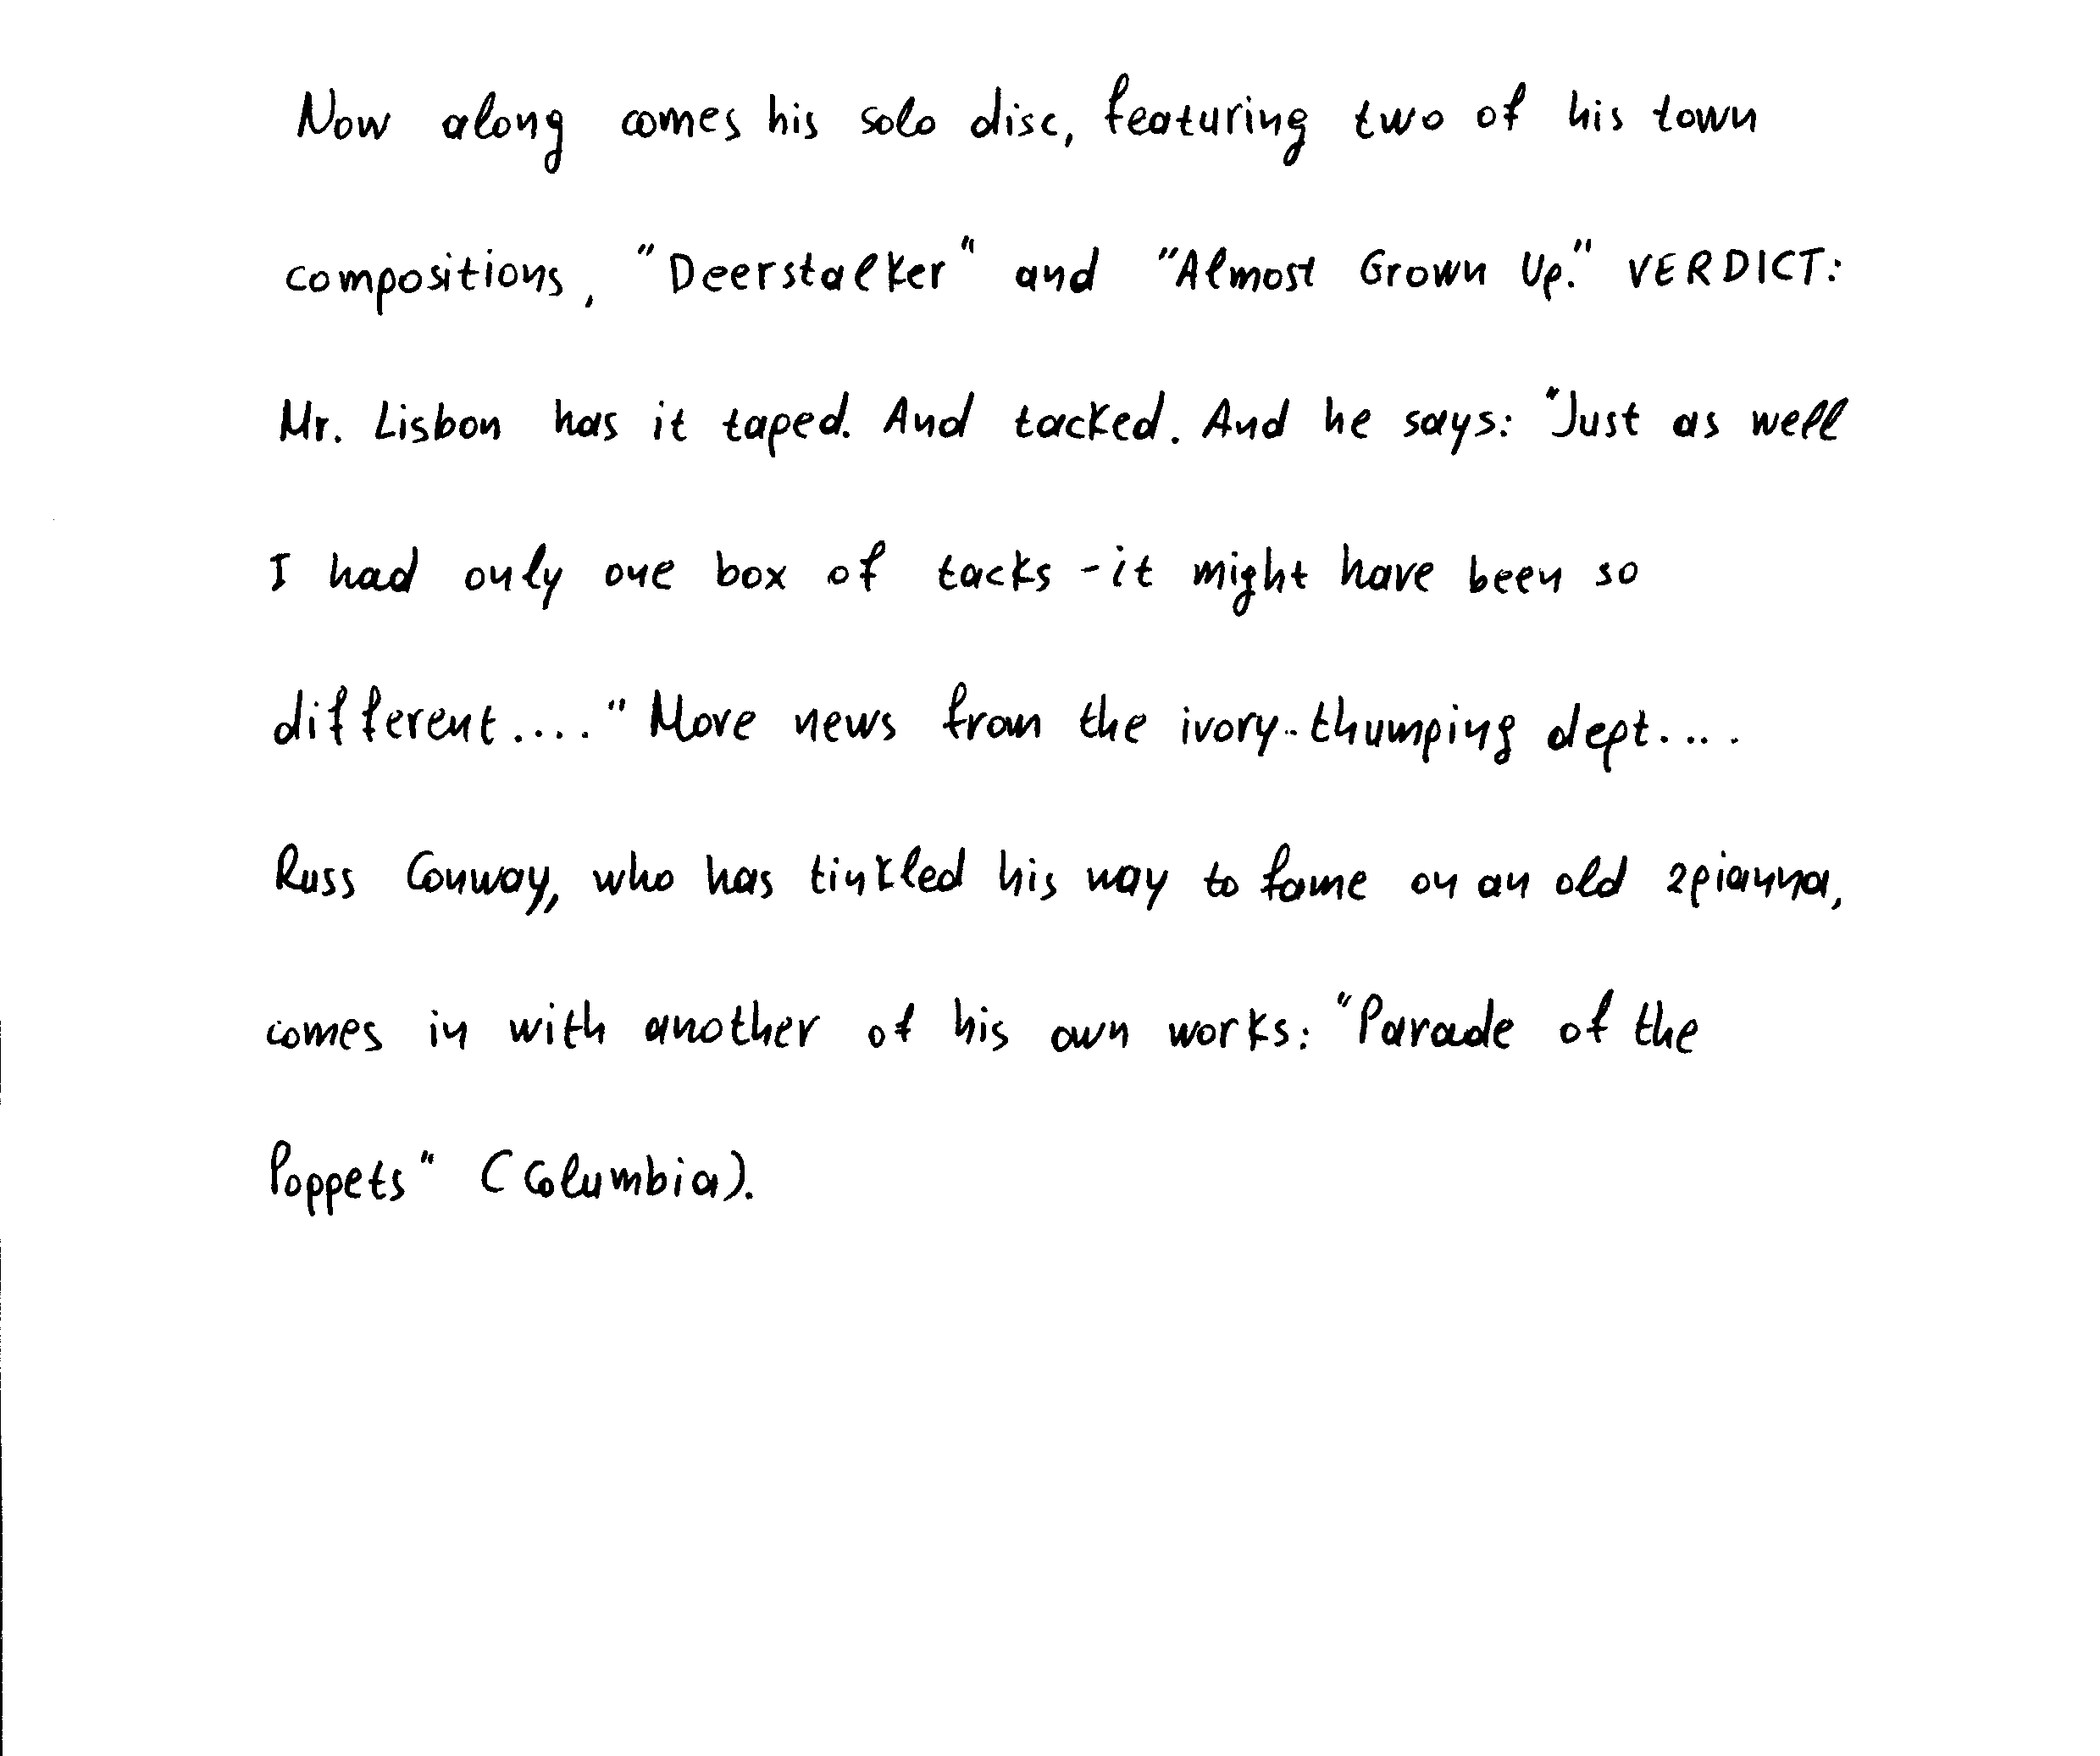 Now along comes his solo disc, featuring two of his town
compositions, "Deerstalker" and "Almost Grown Up." VERDICT:
Mr. Lisbon has it taped. And tacked. And he says: "Just as well
I had only one box of tacks - it might have been so
different...." More news from the ivory-thumping dept....
Russ Conway, who has tinkled his way to fame on an old 2pianna,
comes in with another of his own works: "Parade of the
Poppets" (Columbia).